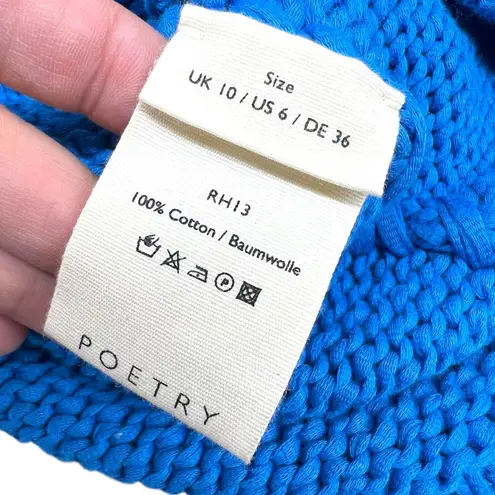 Size
UK 10 / US 6 / DE 36
RH13
100% Cotton / Baumwolle
P
POETRY